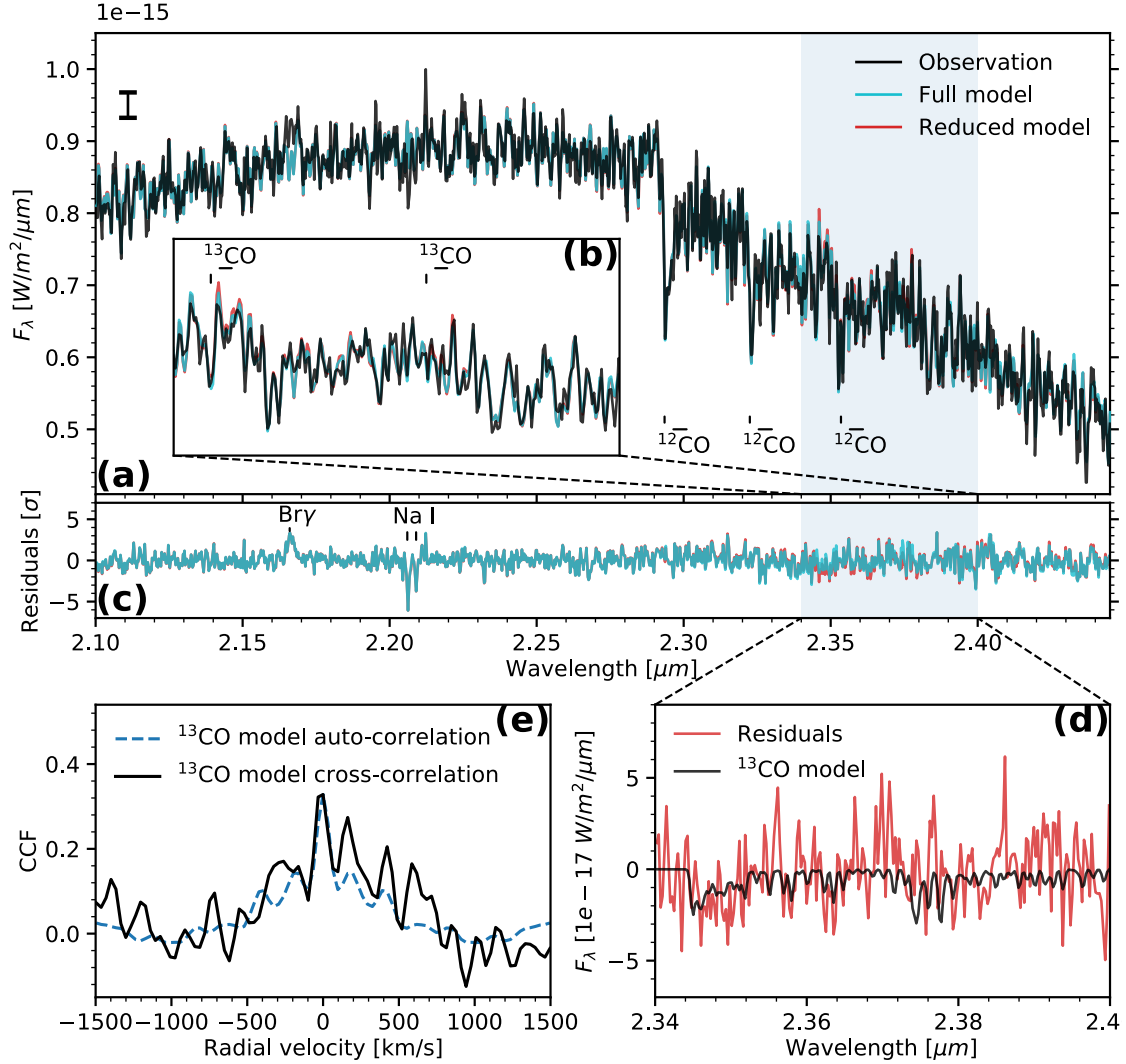 1e−15
Observation
Full model
Reduced model
1.0
0.9
0.8
0.7
0.6
0.5
Fλ [W/m²/μm]
¹³CO
¹³CO
(b)
¹²CO
¹²CO
¹²CO
(a)
Residuals [σ]
5
0
−5
Brγ
Na I
(c)
2.10
2.15
2.20
2.25
2.30
2.35
2.40
Wavelength [μm]
(e)
¹³CO model auto-correlation
¹³CO model cross-correlation
CCF
0.4
0.2
0.0
−1500
−1000
−500
0
500
1000
1500
Radial velocity [km/s]
(d)
Residuals
¹³CO model
Fλ [1e−17 W/m²/μm]
5
0
−5
2.34
2.36
2.38
2.4
Wavelength [μm]